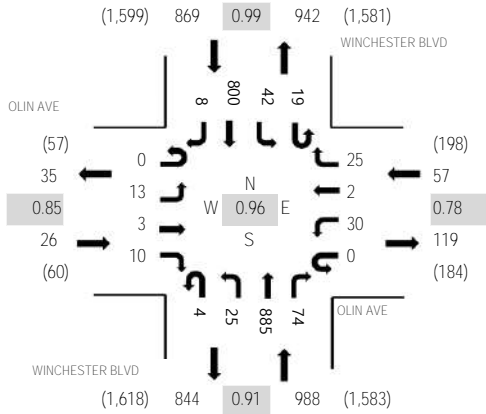 (1,599) 869 0.99 942 (1,581)
WINCHESTER BLVD
8 800 42 19
OLIN AVE
(57) (198)
0 25
35 57
13 N 2
0.85 W 0.96 E 0.78
3 30
26 S 119
10 0
(60) (184)
4 25 885 74
OLIN AVE
WINCHESTER BLVD
(1,618) 844 0.91 988 (1,583)